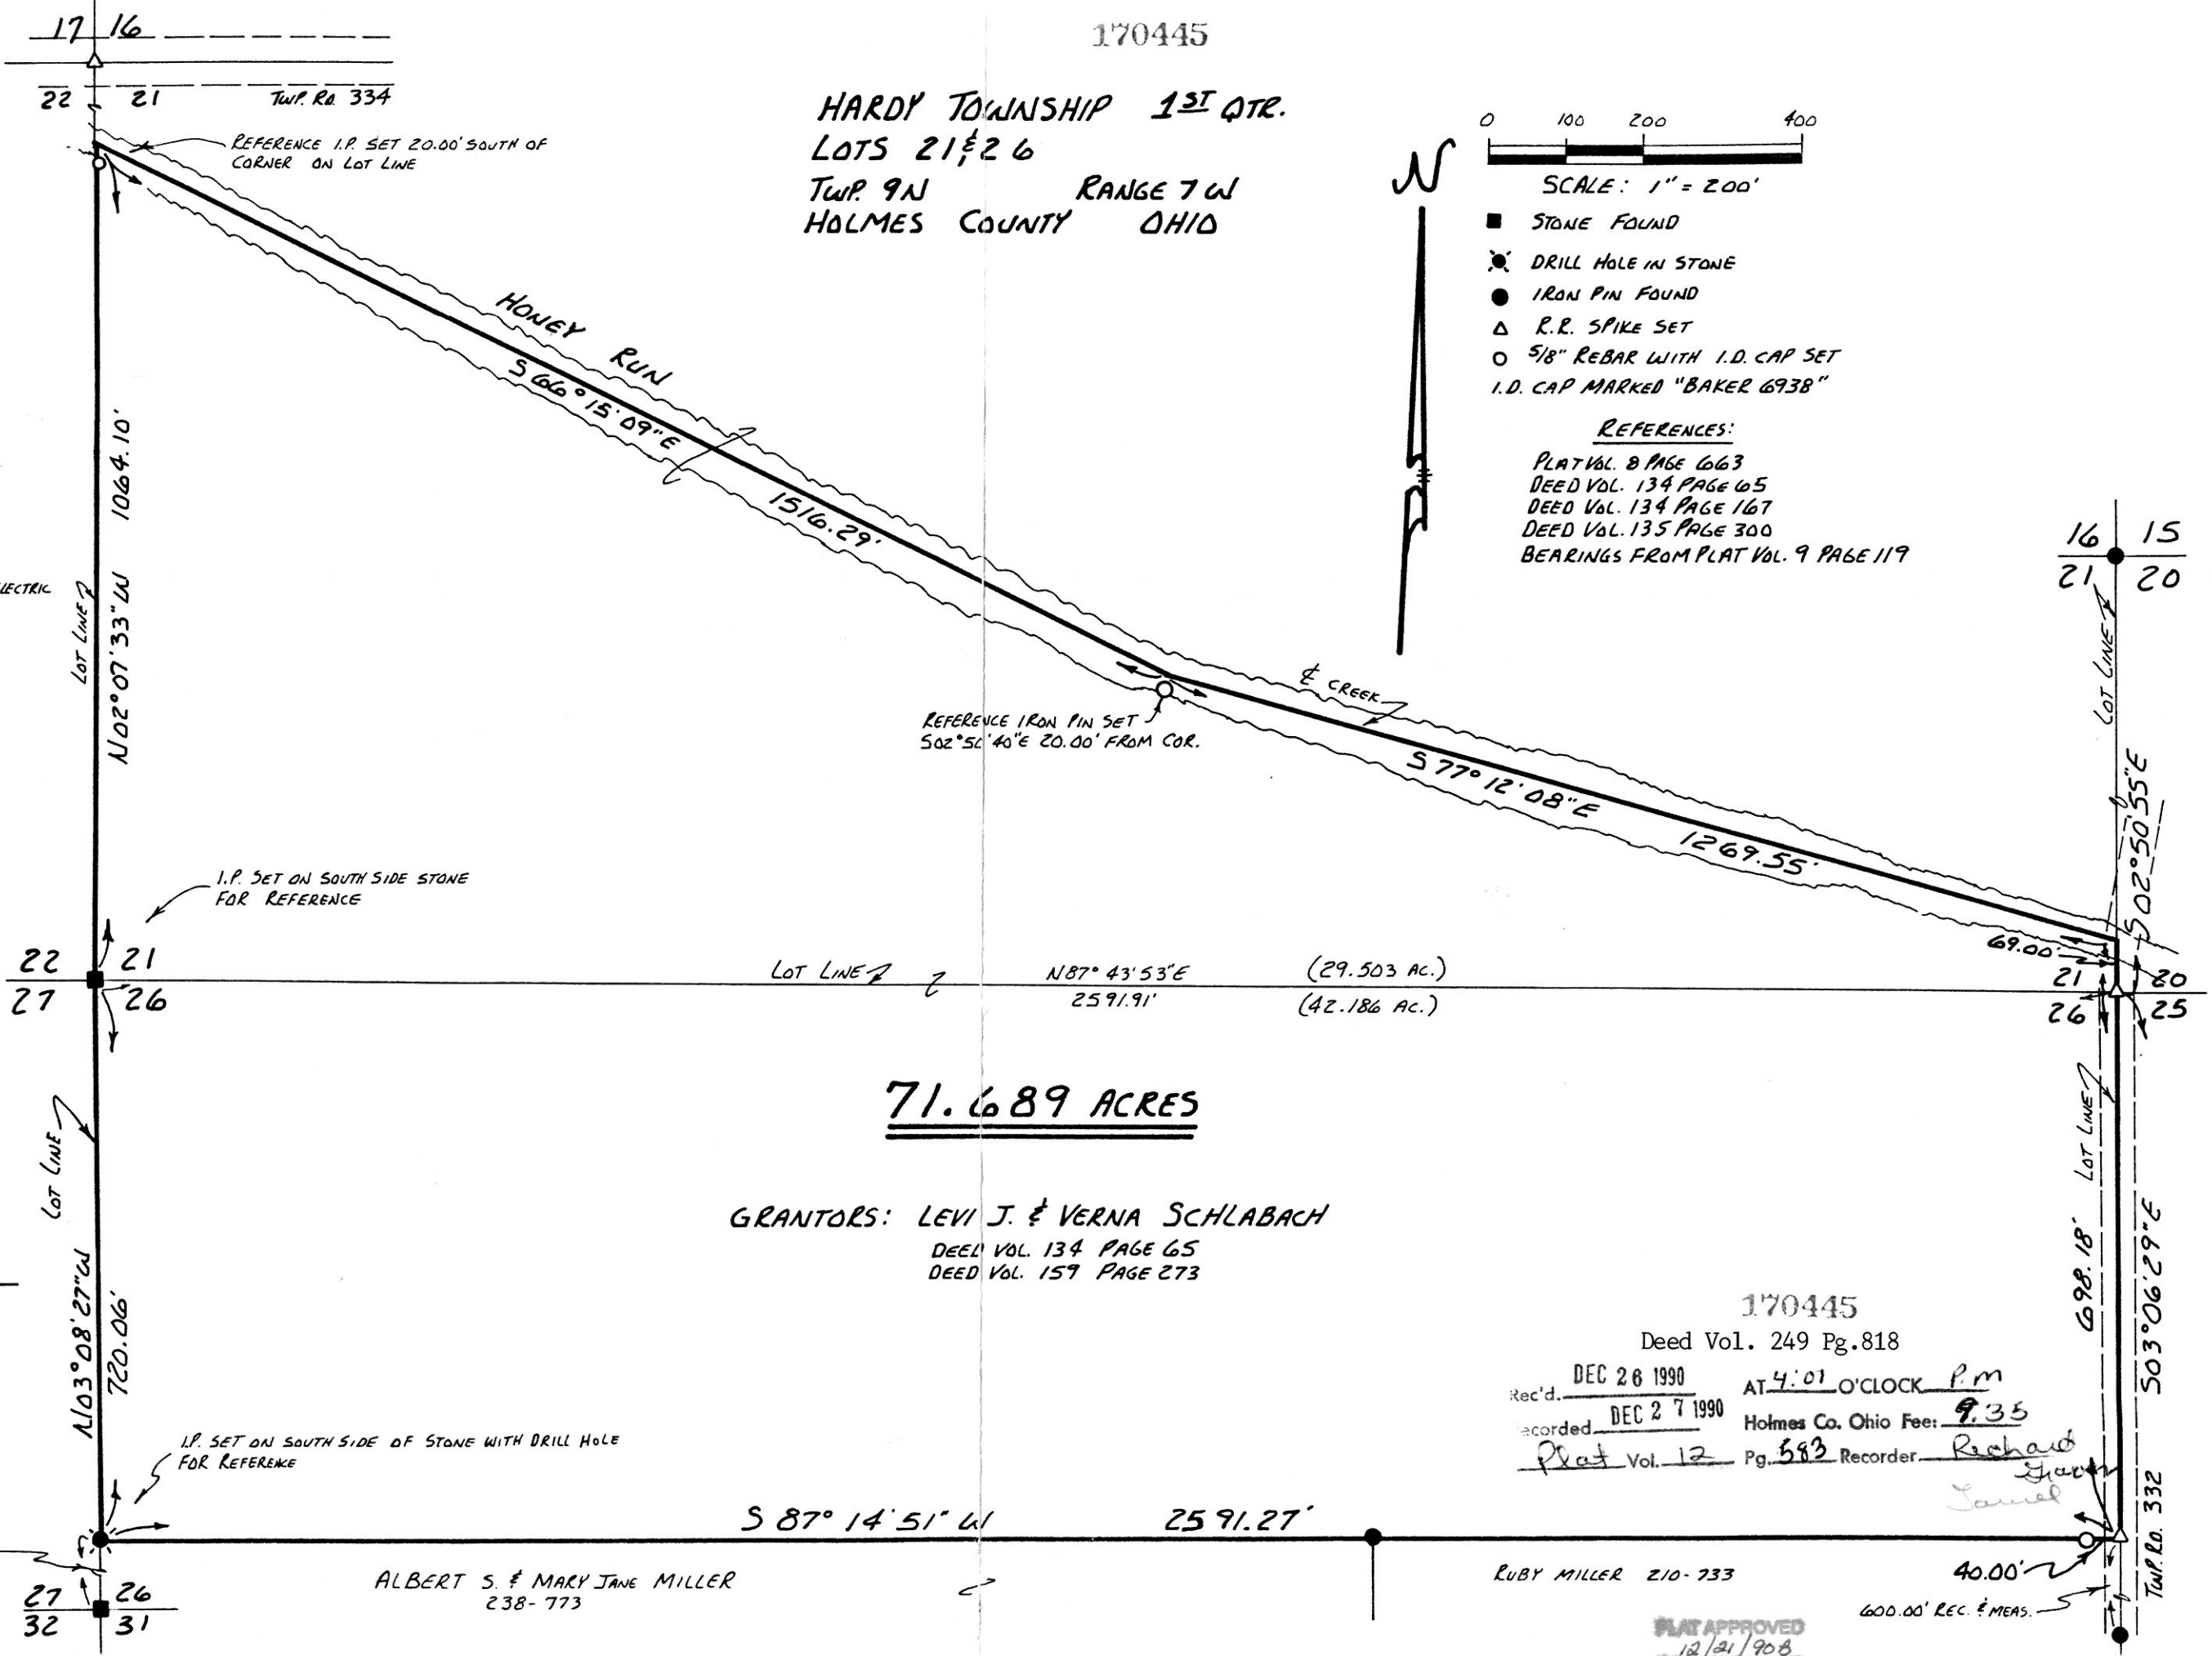 170445
17 16
22 21 TWP. RD. 334
REFERENCE I.P. SET 20.00' SOUTH OF
CORNER ON LOT LINE
HARDY TOWNSHIP 1ST QTR.
LOTS 21 & 26
TWP. 9N RANGE 7W
HOLMES COUNTY OHIO
N
0 100 200 400
SCALE: 1" = 200'
STONE FOUND
DRILL HOLE IN STONE
IRON PIN FOUND
R.R. SPIKE SET
5/8" REBAR WITH I.D. CAP SET
I.D. CAP MARKED "BAKER 6938"
REFERENCES:
PLAT VOL. 8 PAGE 663
DEED VOL. 134 PAGE 65
DEED VOL. 134 PAGE 167
DEED VOL. 135 PAGE 300
BEARINGS FROM PLAT VOL. 9 PAGE 119
HONEY RUN
S 66° 15' 09" E
1516.29'
LECTRIC
LOT LINE
N02° 07' 33" W 1064.10'
REFERENCE IRON PIN SET
S02° 50' 40" E 20.00' FROM COR.
℄ CREEK
S 77° 12' 08" E
1269.55'
16 15
21 20
LOT LINE
S 02° 50' 55" E
69.00'
I.P. SET ON SOUTH SIDE STONE
FOR REFERENCE
22 21
27 26
LOT LINE
N87° 43' 53" E (29.503 AC.)
2591.91' (42.186 AC.)
21 20
26 25
71.689 ACRES
GRANTORS: LEVI J. & VERNA SCHLABACH
DEED VOL. 134 PAGE 65
DEED VOL. 159 PAGE 273
LOT LINE
N03° 08' 27" W
720.06'
LOT LINE
698.18'
S03° 06' 29" E
TWP. RD. 332
170445
Deed Vol. 249 Pg.818
Rec'd. DEC 26 1990 AT 4:01 O'CLOCK P.M
ecorded DEC 27 1990 Holmes Co. Ohio Fee: 9.35
Plat Vol. 12 Pg. 583 Recorder Richard
I.P. SET ON SOUTH SIDE OF STONE WITH DRILL HOLE
FOR REFERENCE
S 87° 14' 51" W 2591.27'
ALBERT S. & MARY JANE MILLER
238-773
RUBY MILLER 210-733
40.00'
600.00' REC. & MEAS.
27 26
32 31
PLAT APPROVED
12/21/90